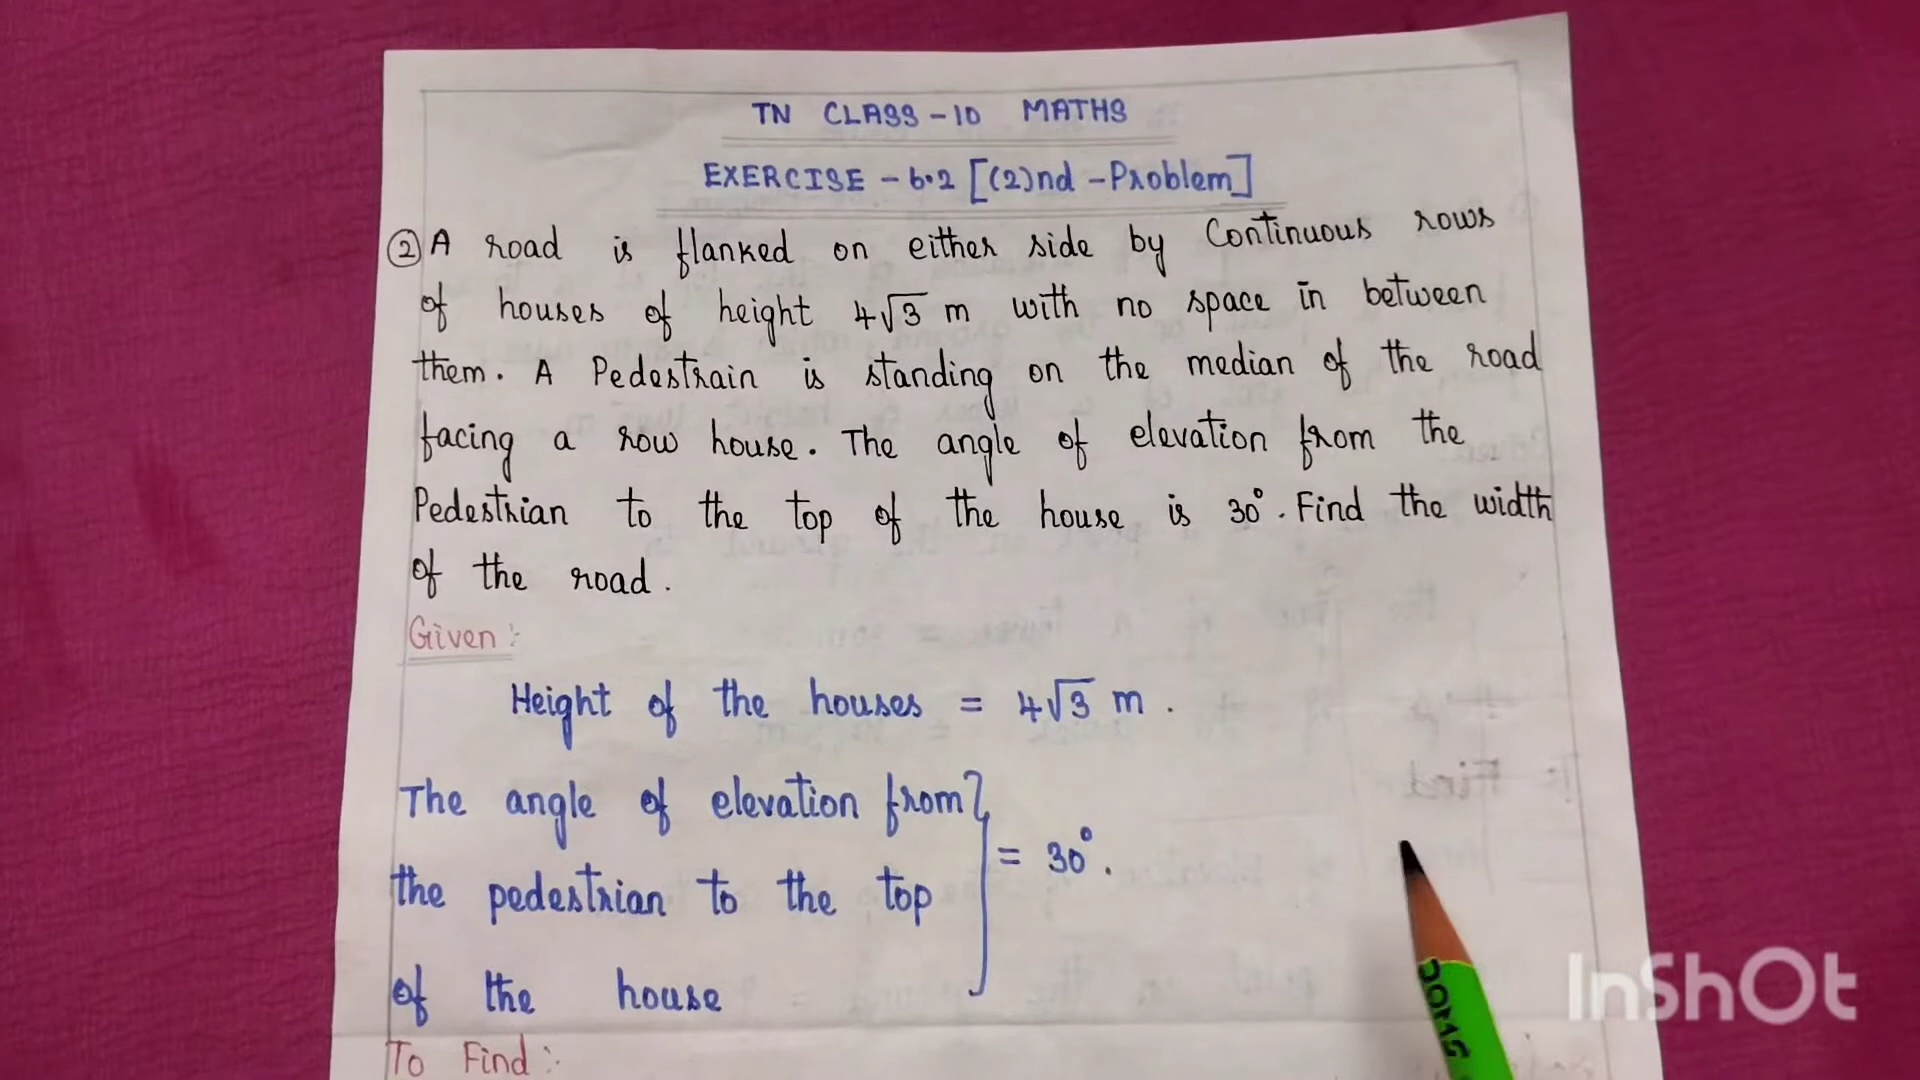 TN CLASS-10 MATHS
EXERCISE - 6.2 [(2)nd - Problem]
② A road is flanked on either side by Continuous rows
of houses of height 4√3 m with no space in between
them. A Pedestrain is standing on the median of the road
facing a row house. The angle of elevation from the
Pedestrian to the top of the house is 30°. Find the width
of the road.
Given :-
Height of the houses = 4√3 m.
The angle of elevation from
the pedestrian to the top } = 30°.
of the house
To Find :-
DOMS
InShOt